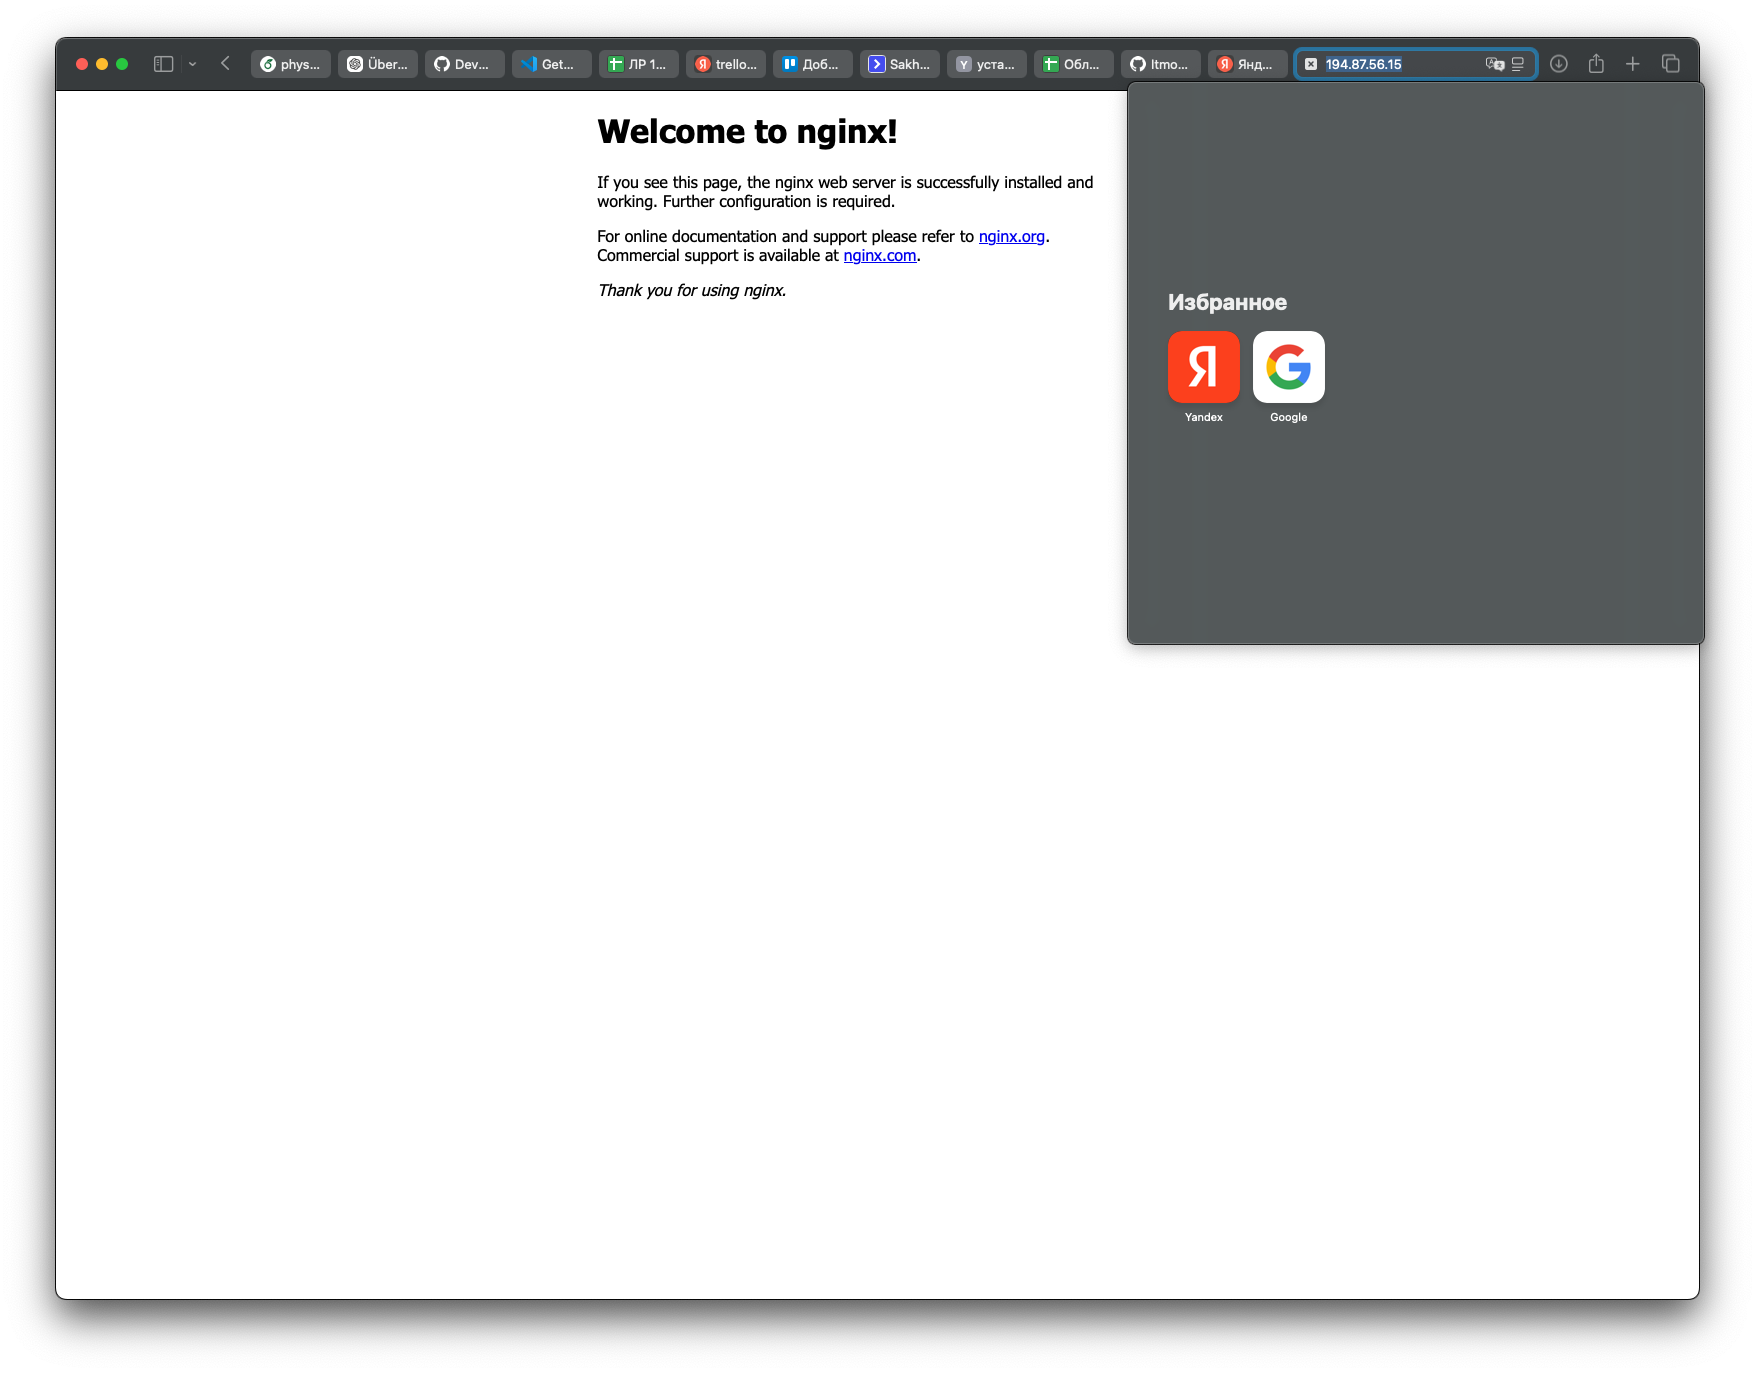 phys...
Über...
Dev...
Get...
ЛР 1...
Я
trello...
Доб...
Sakh...
Y
уста...
Обл...
Itmo...
Я
Янд...
194.87.56.15
Welcome to nginx!
If you see this page, the nginx web server is successfully installed and
working. Further configuration is required.
For online documentation and support please refer to nginx.org.
Commercial support is available at nginx.com.
Thank you for using nginx.
Избранное
Я
G
Yandex
Google